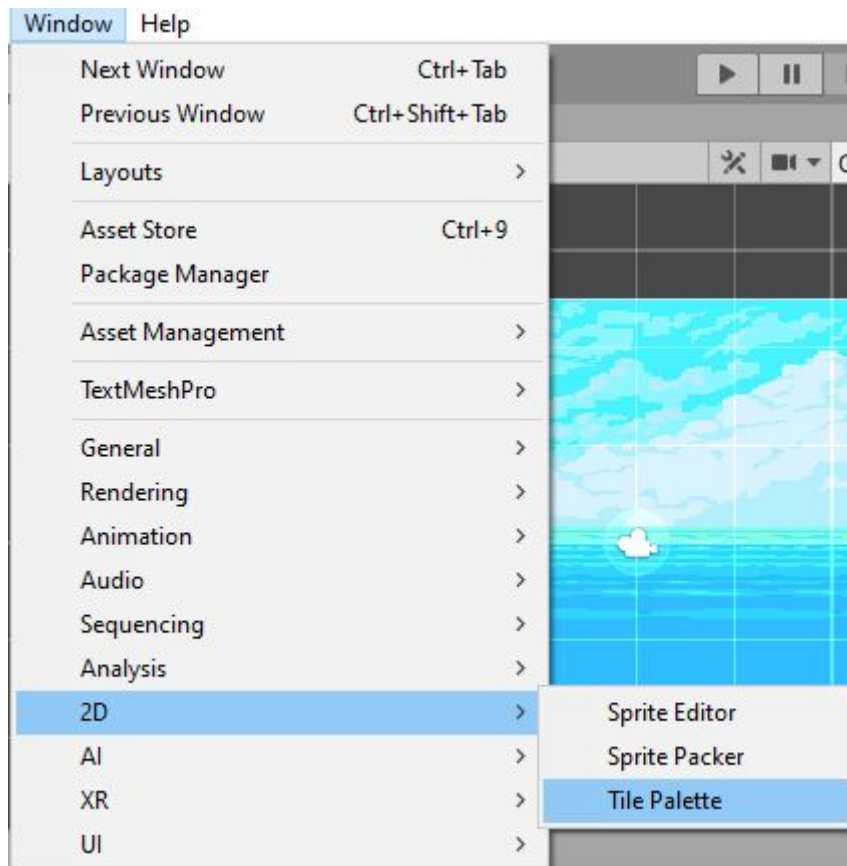 Window Help
Next Window Ctrl+Tab
Previous Window Ctrl+Shift+Tab
Layouts >
Asset Store Ctrl+9
Package Manager
Asset Management >
TextMeshPro >
General >
Rendering >
Animation >
Audio >
Sequencing >
Analysis >
2D >
Sprite Editor
Sprite Packer
Tile Palette
AI >
XR >
UI >